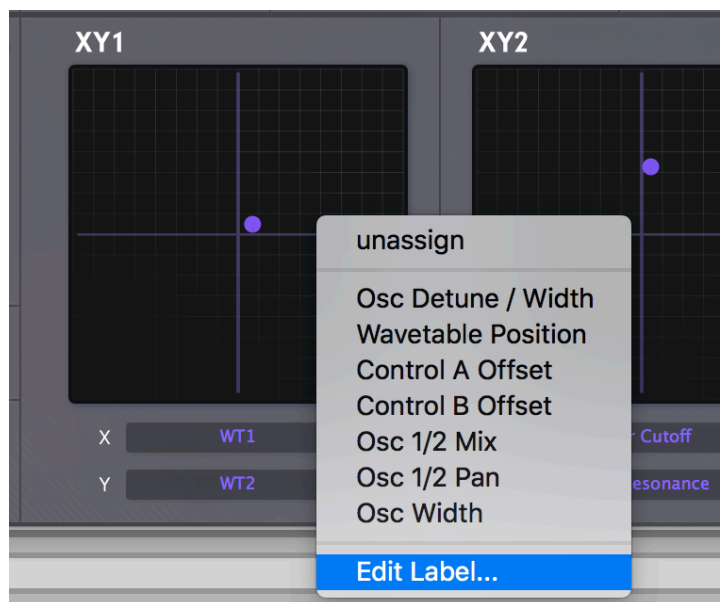 XY1
XY2
unassign
Osc Detune / Width
Wavetable Position
Control A Offset
Control B Offset
Osc 1/2 Mix
Osc 1/2 Pan
Osc Width
Edit Label...
X WT1
Cutoff
Y WT2